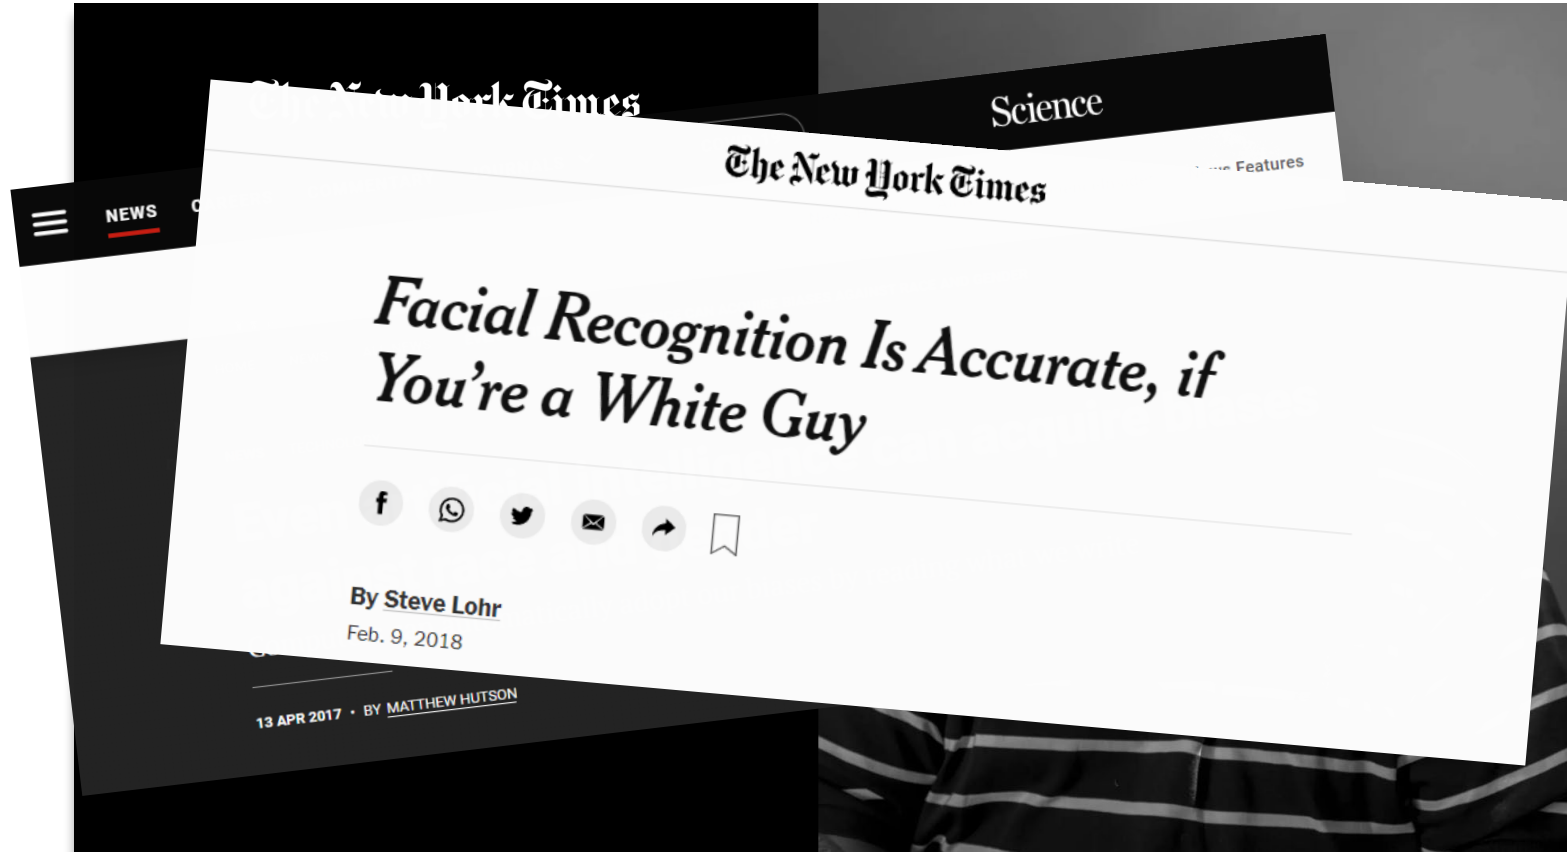 The New York Times
Science
The New York Times
ws Features
NEWS
Facial Recognition Is Accurate, if
You're a White Guy
By Steve Lohr
Feb. 9, 2018
13 APR 2017 • BY MATTHEW HUTSON